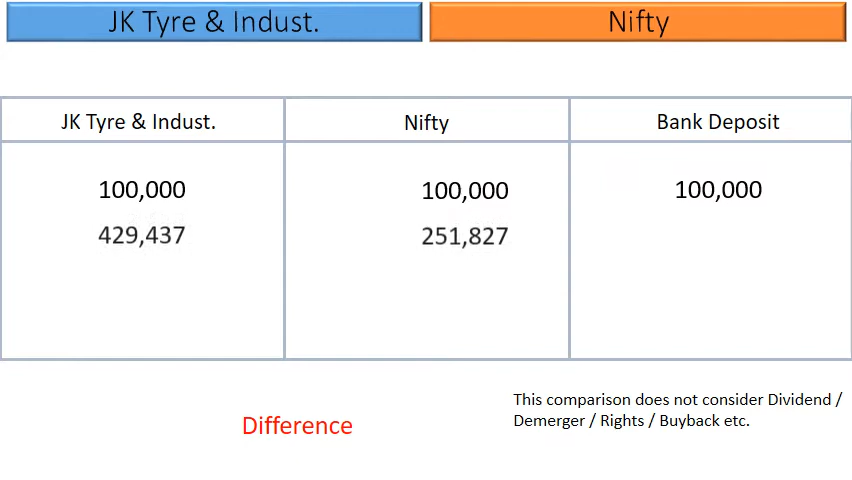 JK Tyre & Indust.
Nifty
JK Tyre & Indust.
Nifty
Bank Deposit
100,000
100,000
100,000
429,437
251,827
This comparison does not consider Dividend /
Demerger / Rights / Buyback etc.
Difference